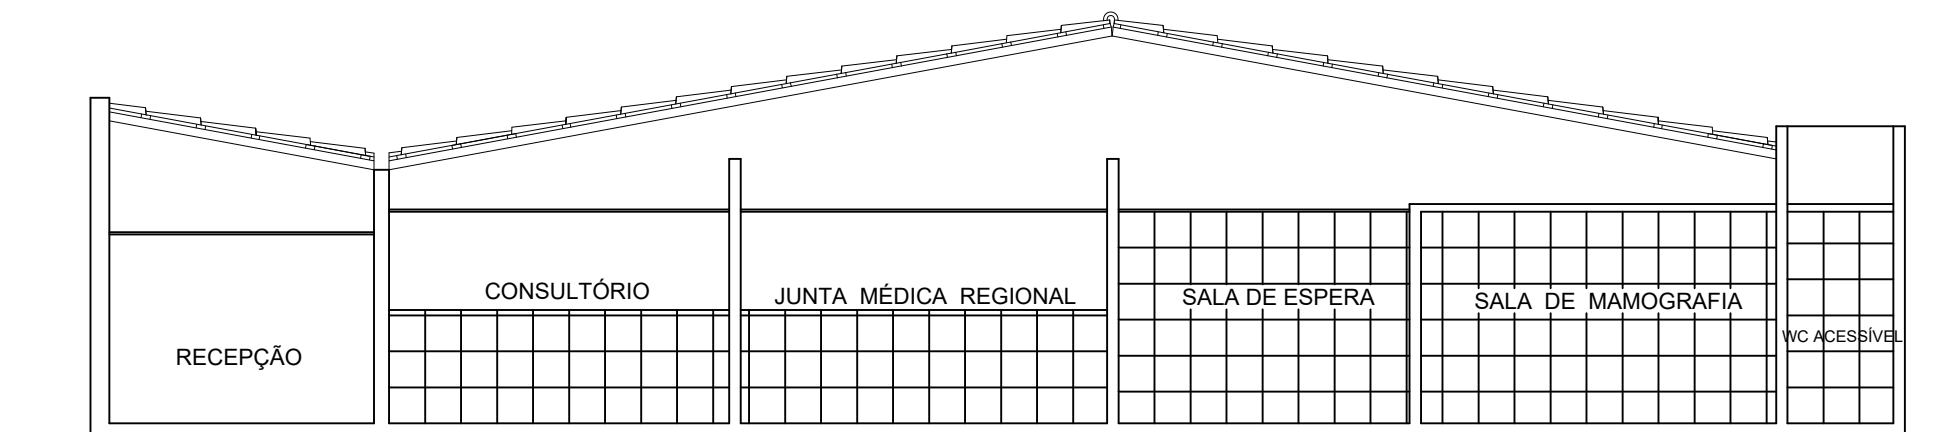 RECEPÇÃO
CONSULTÓRIO
JUNTA MÉDICA REGIONAL
SALA DE ESPERA
SALA DE MAMOGRAFIA
WC ACESSÍVEL